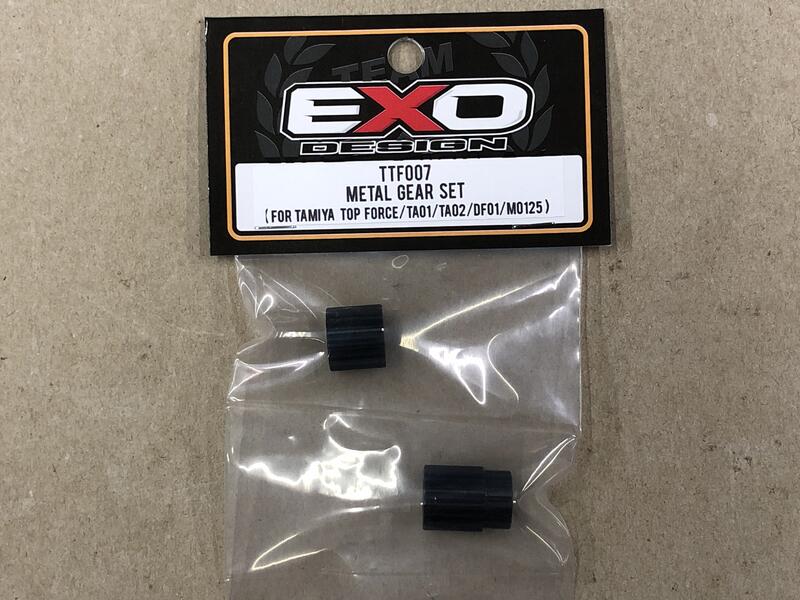 TEAM
EXO
DESIGN
TTF007
METAL GEAR SET
(FOR TAMIYA TOP FORCE/TA01/TA02/DF01/M0125)